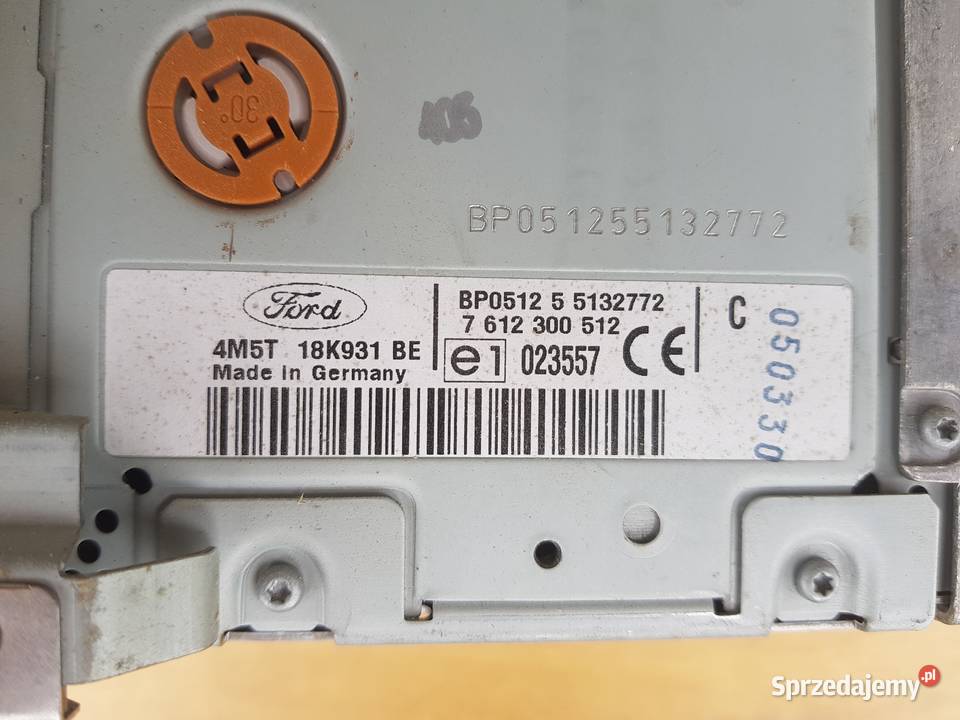 30°
BP051255132772
Ford
4M5T 18K931 BE
Made in Germany
BP0512 5 5132772
7 612 300 512
e1 023557 CE
C
050330
Sprzedajemy.pl